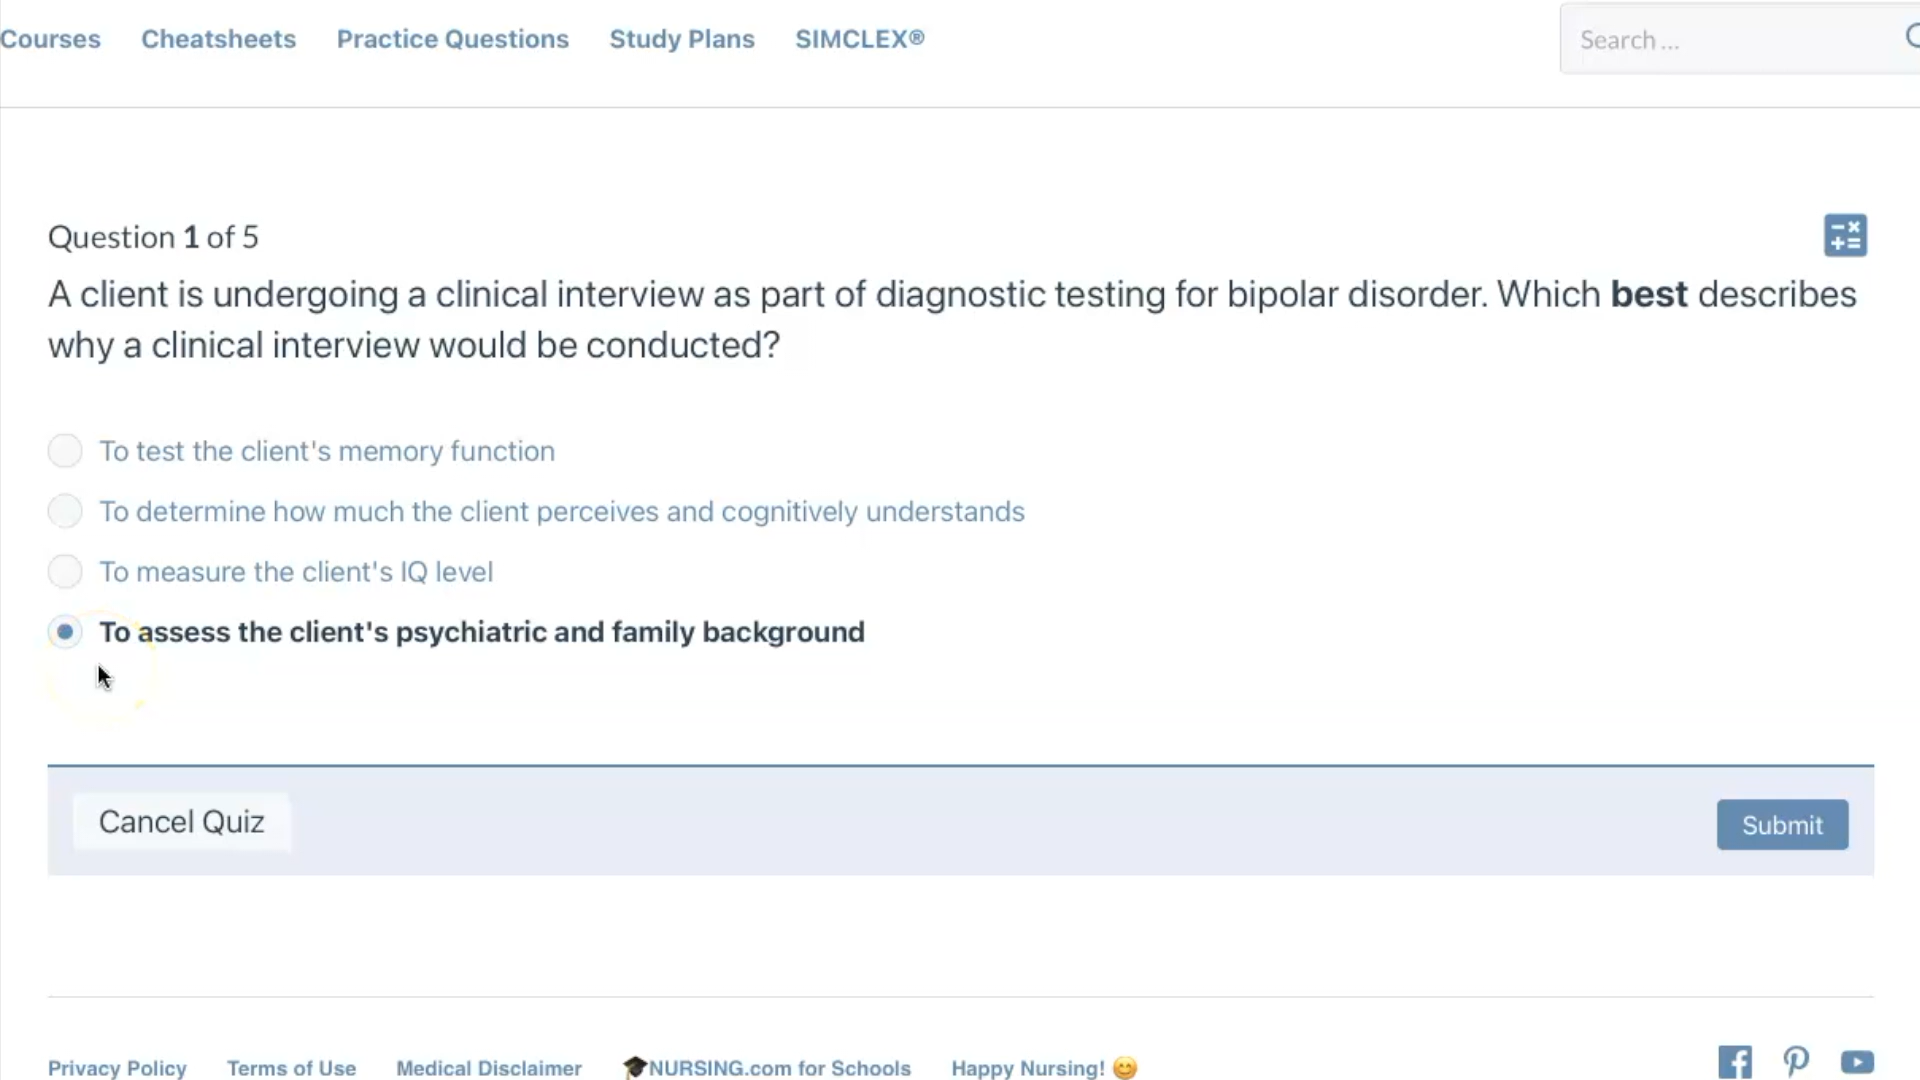 Courses Cheatsheets Practice Questions Study Plans SIMCLEX® Search ...
Question 1 of 5
A client is undergoing a clinical interview as part of diagnostic testing for bipolar disorder. Which best describes
why a clinical interview would be conducted?
To test the client's memory function
To determine how much the client perceives and cognitively understands
To measure the client's IQ level
To assess the client's psychiatric and family background
Cancel Quiz Submit
Privacy Policy Terms of Use Medical Disclaimer 🎓NURSING.com for Schools Happy Nursing! 😊